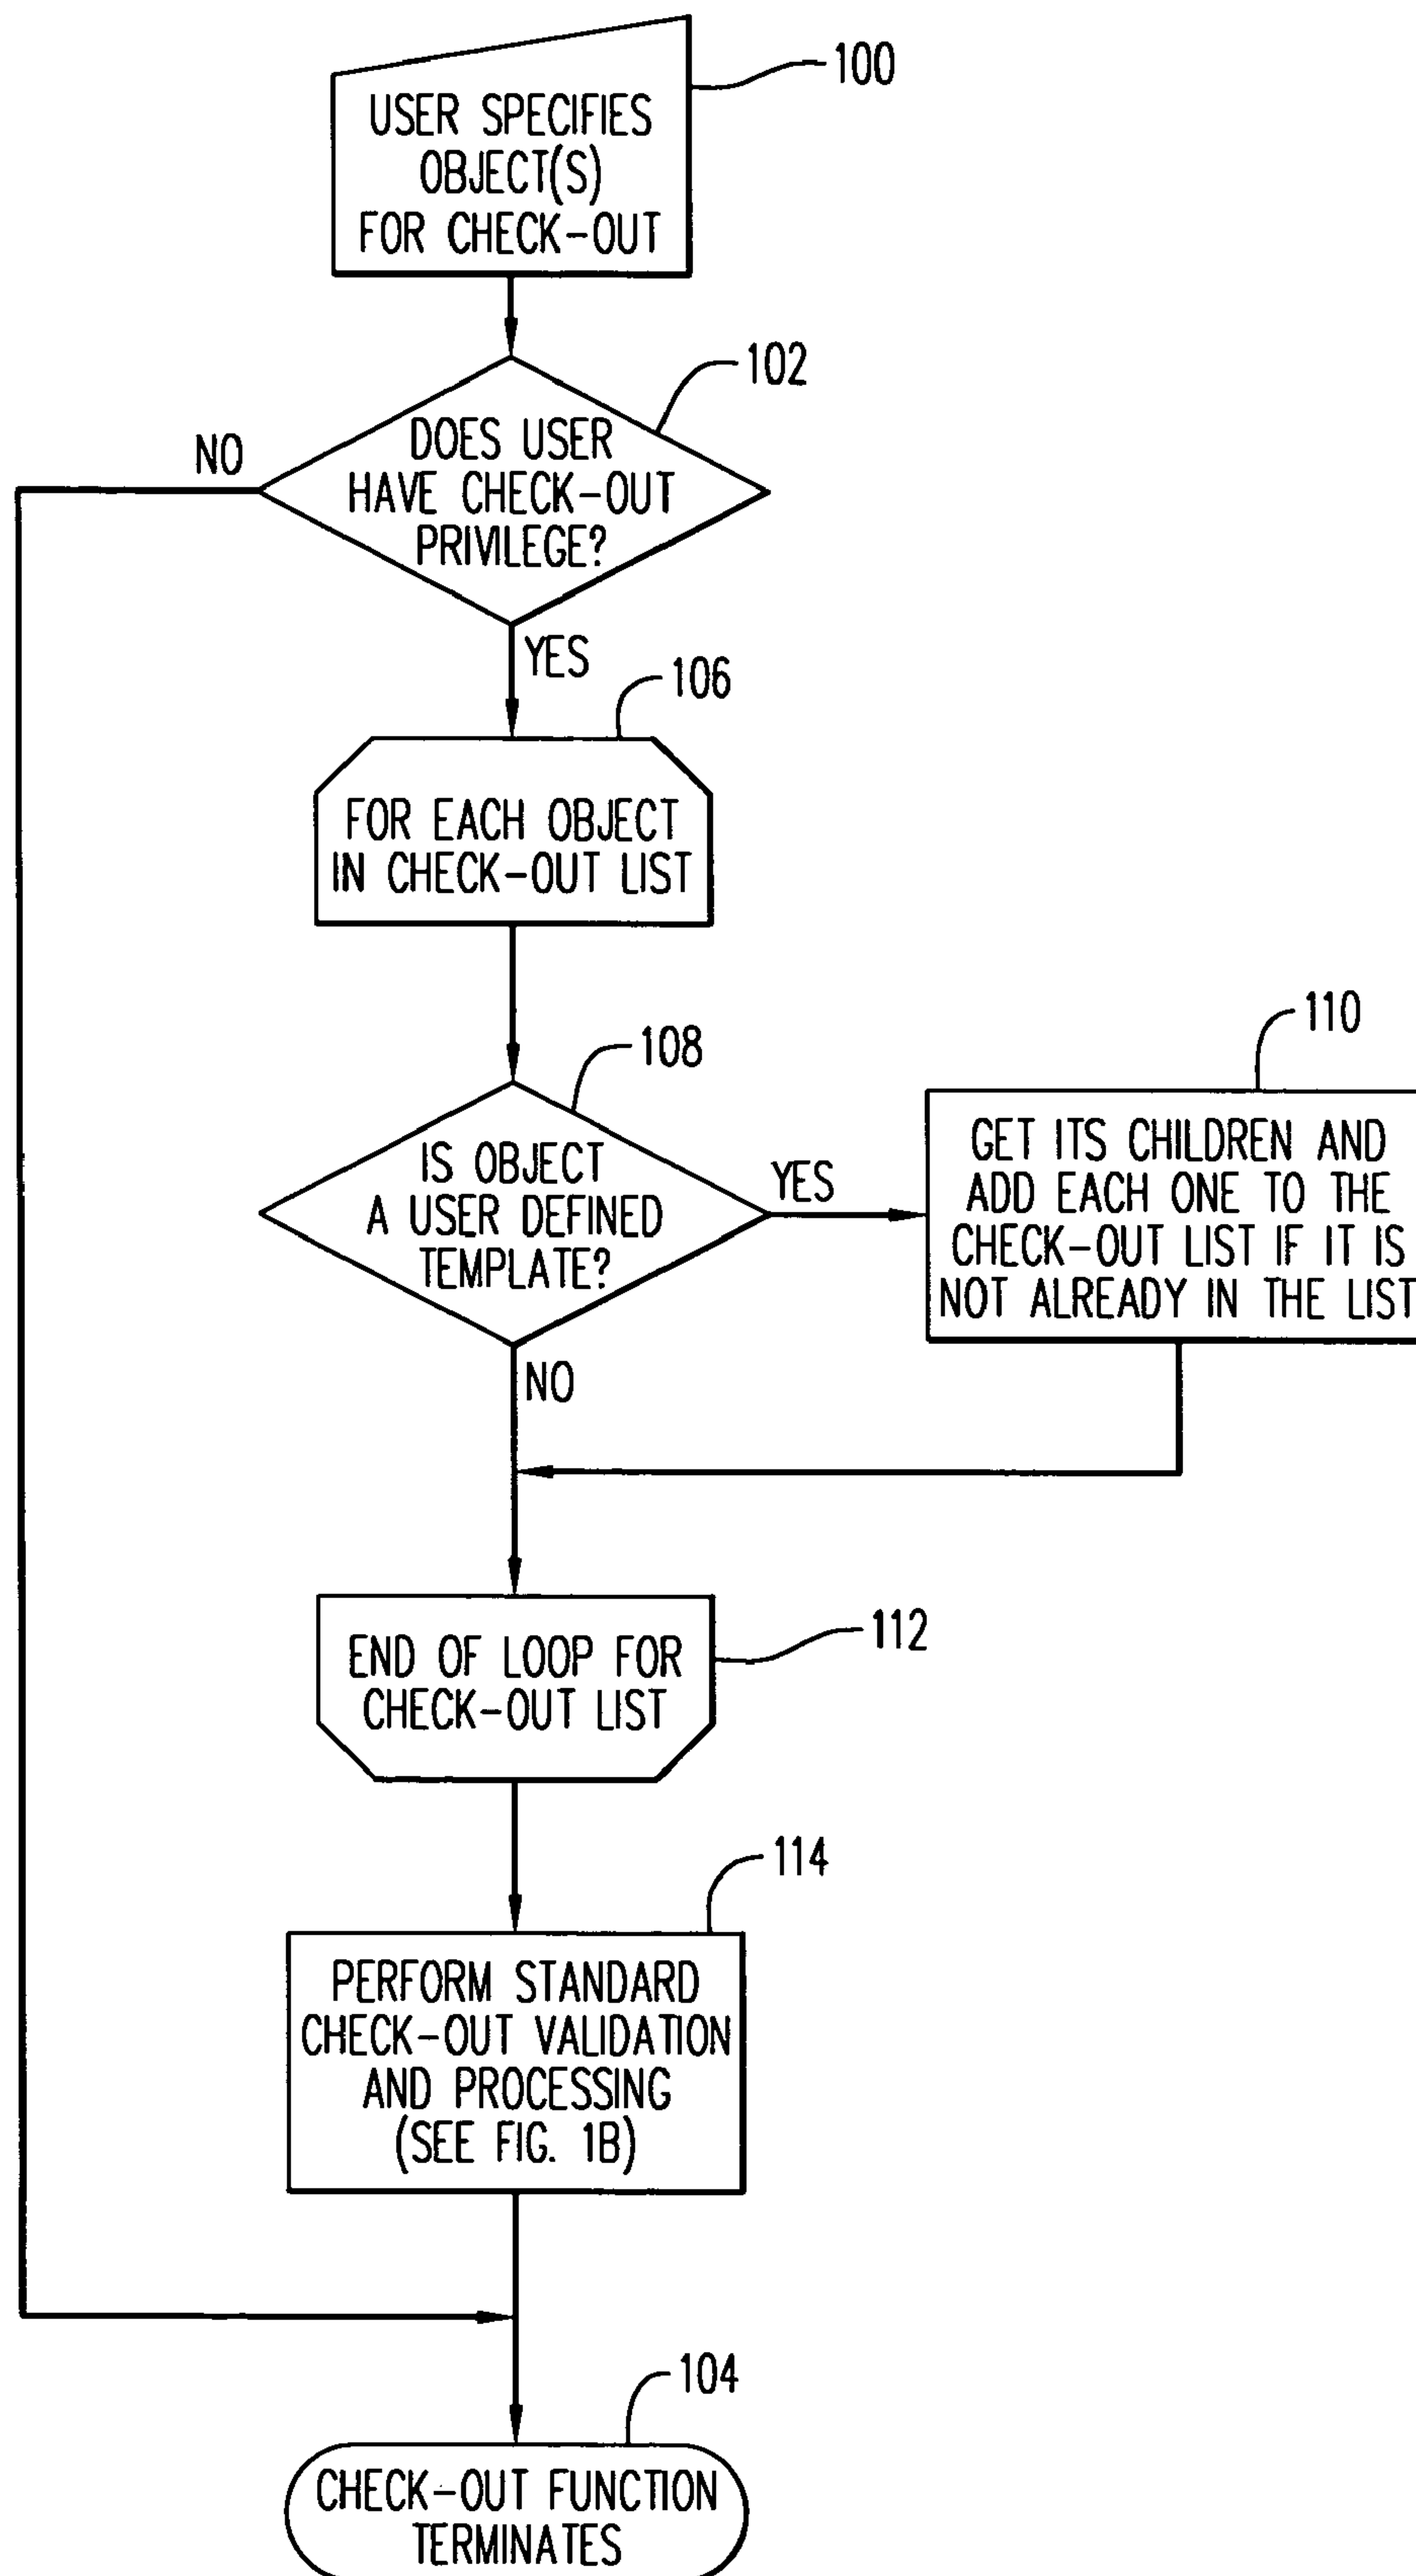 100
USER SPECIFIES
OBJECT(S)
FOR CHECK-OUT
102
NO
DOES USER
HAVE CHECK-OUT
PRIVILEGE?
YES
106
FOR EACH OBJECT
IN CHECK-OUT LIST
108
110
IS OBJECT
A USER DEFINED
TEMPLATE?
YES
GET ITS CHILDREN AND
ADD EACH ONE TO THE
CHECK-OUT LIST IF IT IS
NOT ALREADY IN THE LIST
NO
112
END OF LOOP FOR
CHECK-OUT LIST
114
PERFORM STANDARD
CHECK-OUT VALIDATION
AND PROCESSING
(SEE FIG. 1B)
104
CHECK-OUT FUNCTION
TERMINATES